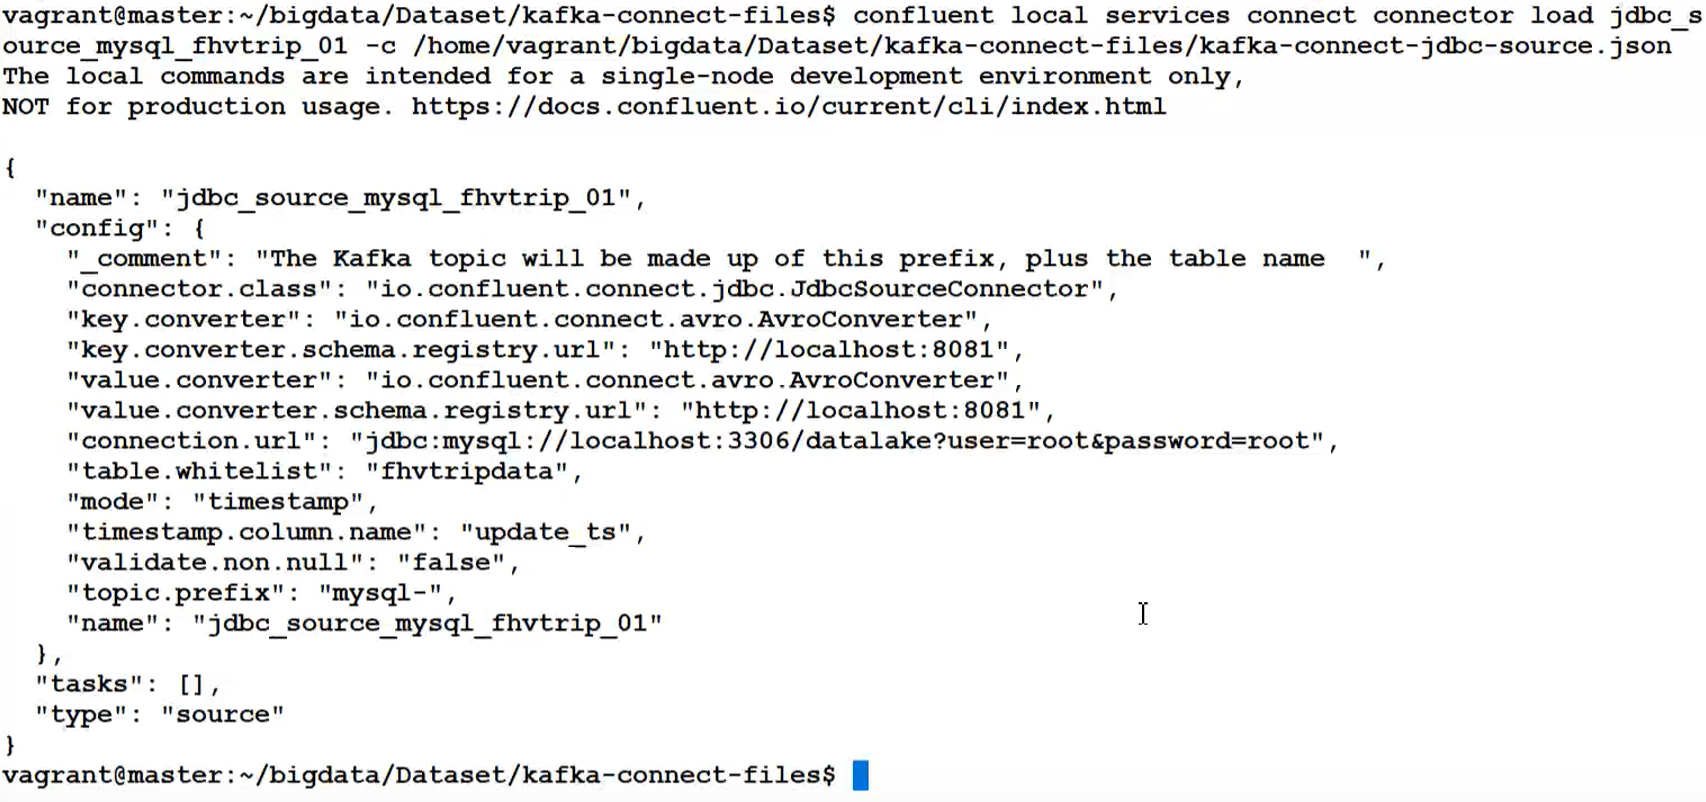 vagrant@master:~/bigdata/Dataset/kafka-connect-files$ confluent local services connect connector load jdbc_s
ource_mysql_fhvtrip_01 -c /home/vagrant/bigdata/Dataset/kafka-connect-files/kafka-connect-jdbc-source.json
The local commands are intended for a single-node development environment only,
NOT for production usage. https://docs.confluent.io/current/cli/index.html
{
  "name": "jdbc_source_mysql_fhvtrip_01",
  "config": {
    "_comment": "The Kafka topic will be made up of this prefix, plus the table name  ",
    "connector.class": "io.confluent.connect.jdbc.JdbcSourceConnector",
    "key.converter": "io.confluent.connect.avro.AvroConverter",
    "key.converter.schema.registry.url": "http://localhost:8081",
    "value.converter": "io.confluent.connect.avro.AvroConverter",
    "value.converter.schema.registry.url": "http://localhost:8081",
    "connection.url": "jdbc:mysql://localhost:3306/datalake?user=root&password=root",
    "table.whitelist": "fhvtripdata",
    "mode": "timestamp",
    "timestamp.column.name": "update_ts",
    "validate.non.null": "false",
    "topic.prefix": "mysql-",
    "name": "jdbc_source_mysql_fhvtrip_01"
  },
  "tasks": [],
  "type": "source"
}
vagrant@master:~/bigdata/Dataset/kafka-connect-files$